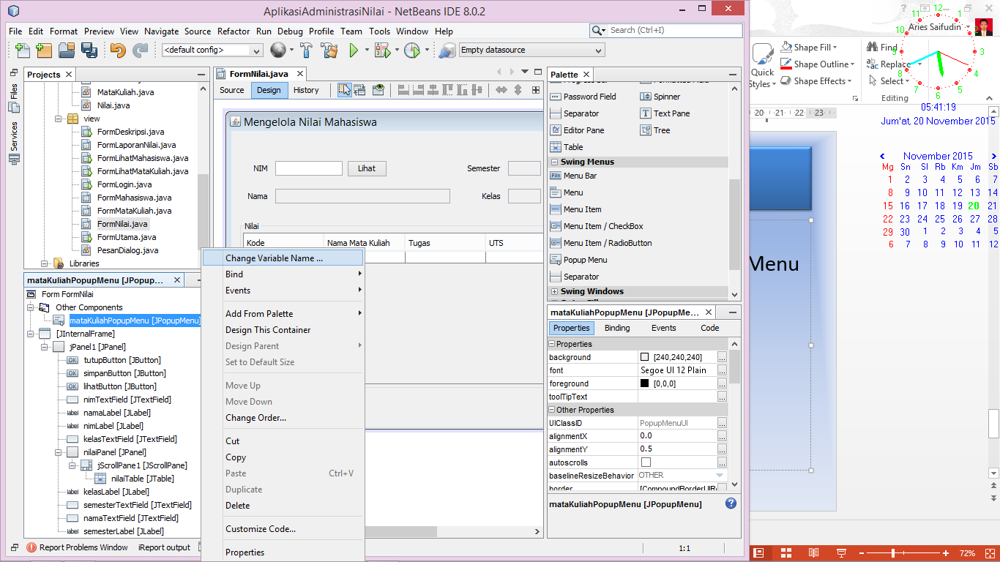 AplikasiAdministrasiNilai - NetBeans IDE 8.0.2
File Edit Format Preview View Navigate Source Refactor Run Debug Profile Team Tools Window Help
Search (Ctrl+I)
<default config>
Empty datasource
Projects
Files
Services
MataKuliah.java
Nilai.java
view
FormDeskripsi.java
FormLaporanNilai.java
FormLihatMahasiswa.java
FormLihatMataKuliah.java
FormLogin.java
FormMahasiswa.java
FormMataKuliah.java
FormNilai.java
FormUtama.java
PesanDialog.java
Libraries
mataKuliahPopupMenu [JPopup...
Form FormNilai
Other Components
mataKuliahPopupMenu [JPopupMenu]
[JInternalFrame]
jPanel1 [JPanel]
tutupButton [JButton]
simpanButton [JButton]
lihatButton [JButton]
nimTextField [JTextField]
namaLabel [JLabel]
nimLabel [JLabel]
kelasTextField [JTextField]
nilaiPanel [JPanel]
jScrollPane1 [JScrollPane]
nilaiTable [JTable]
kelasLabel [JLabel]
semesterTextField [JTextField]
namaTextField [JTextField]
semesterLabel [JLabel]
Report Problems Window
iReport output
FormNilai.java
Source Design History
Mengelola Nilai Mahasiswa
NIM Lihat Semester
Nama Kelas
Nilai
Kode Nama Mata Kuliah Tugas UTS
Change Variable Name ...
Bind
Events
Add From Palette
Design This Container
Design Parent
Set to Default Size
Move Up
Move Down
Change Order...
Cut
Copy
Paste Ctrl+V
Duplicate
Delete
Customize Code...
Properties
Palette
Password Field Spinner
Separator Text Pane
Editor Pane Tree
Table
Swing Menus
Menu Bar
Menu
Menu Item
Menu Item / CheckBox
Menu Item / RadioButton
Popup Menu
Separator
Swing Windows
mataKuliahPopupMenu [JPopupMe...
Properties Binding Events Code
Properties
background [240,240,240]
font Segoe UI 12 Plain
foreground [0,0,0]
toolTipText
Other Properties
UIClassID PopupMenuUI
alignmentX 0.0
alignmentY 0.5
autoscrolls
baselineResizeBehavior OTHER
border [CompoundBorderUIRe
mataKuliahPopupMenu [JPopupMenu]
1:1
Aries Saifudin
Quick
Styles
Shape Fill
Shape Outline
Shape Effects
Find
Replace
Select
Editing
12
11 1
10 2
9 3
8 4
7 5
6
05:41:19
Jum'at, 20 November 2015
20 21 22 23
November 2015
Mg Sn Sl Rb Km Jm Sb
1 2 3 4 5 6 7
8 9 10 11 12 13 14
15 16 17 18 19 20 21
22 23 24 25 26 27 28
29 30 1 2 3 4 5
6 7 8 9 10 11 12
Menu
72%